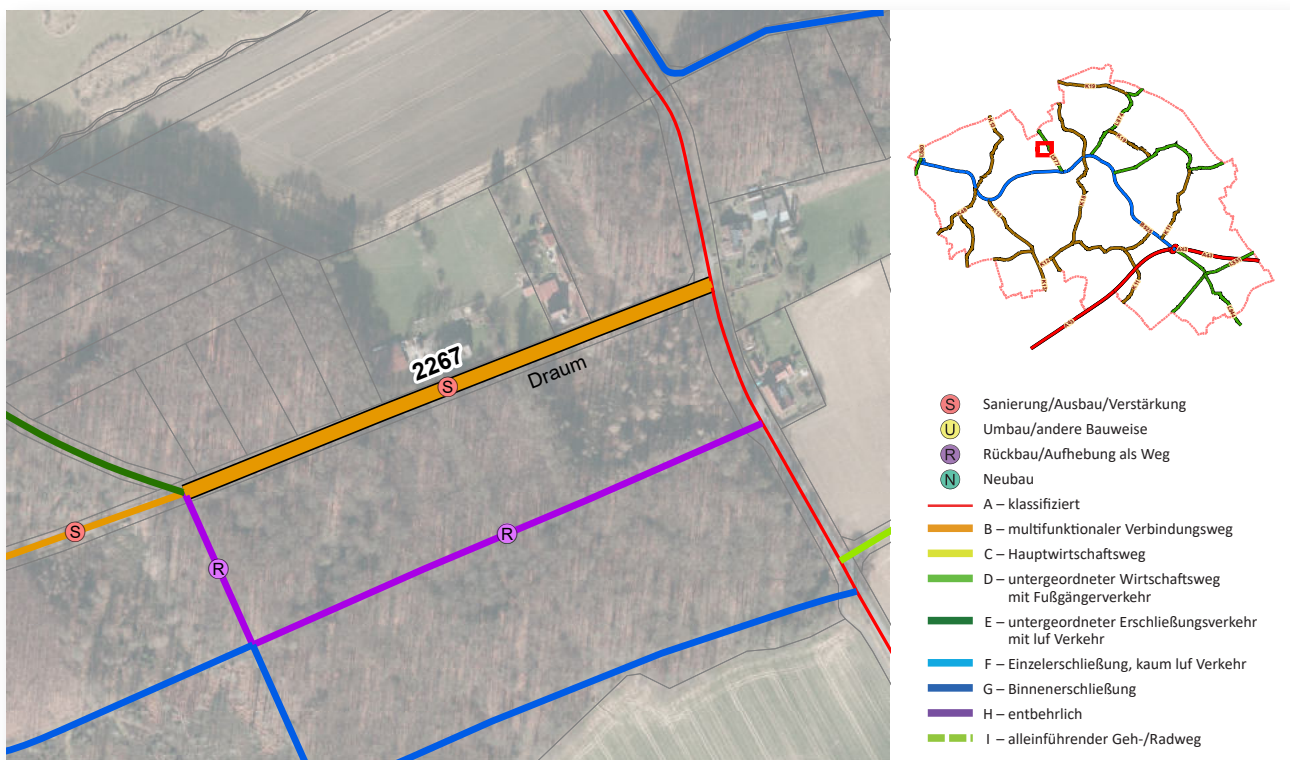 2267
S
Draum
S
R
R
S Sanierung/Ausbau/Verstärkung
U Umbau/andere Bauweise
R Rückbau/Aufhebung als Weg
N Neubau
A – klassifiziert
B – multifunktionaler Verbindungsweg
C – Hauptwirtschaftsweg
D – untergeordneter Wirtschaftsweg
mit Fußgängerverkehr
E – untergeordneter Erschließungsverkehr
mit luf Verkehr
F – Einzelerschließung, kaum luf Verkehr
G – Binnenerschließung
H – entbehrlich
I – alleinführender Geh-/Radweg